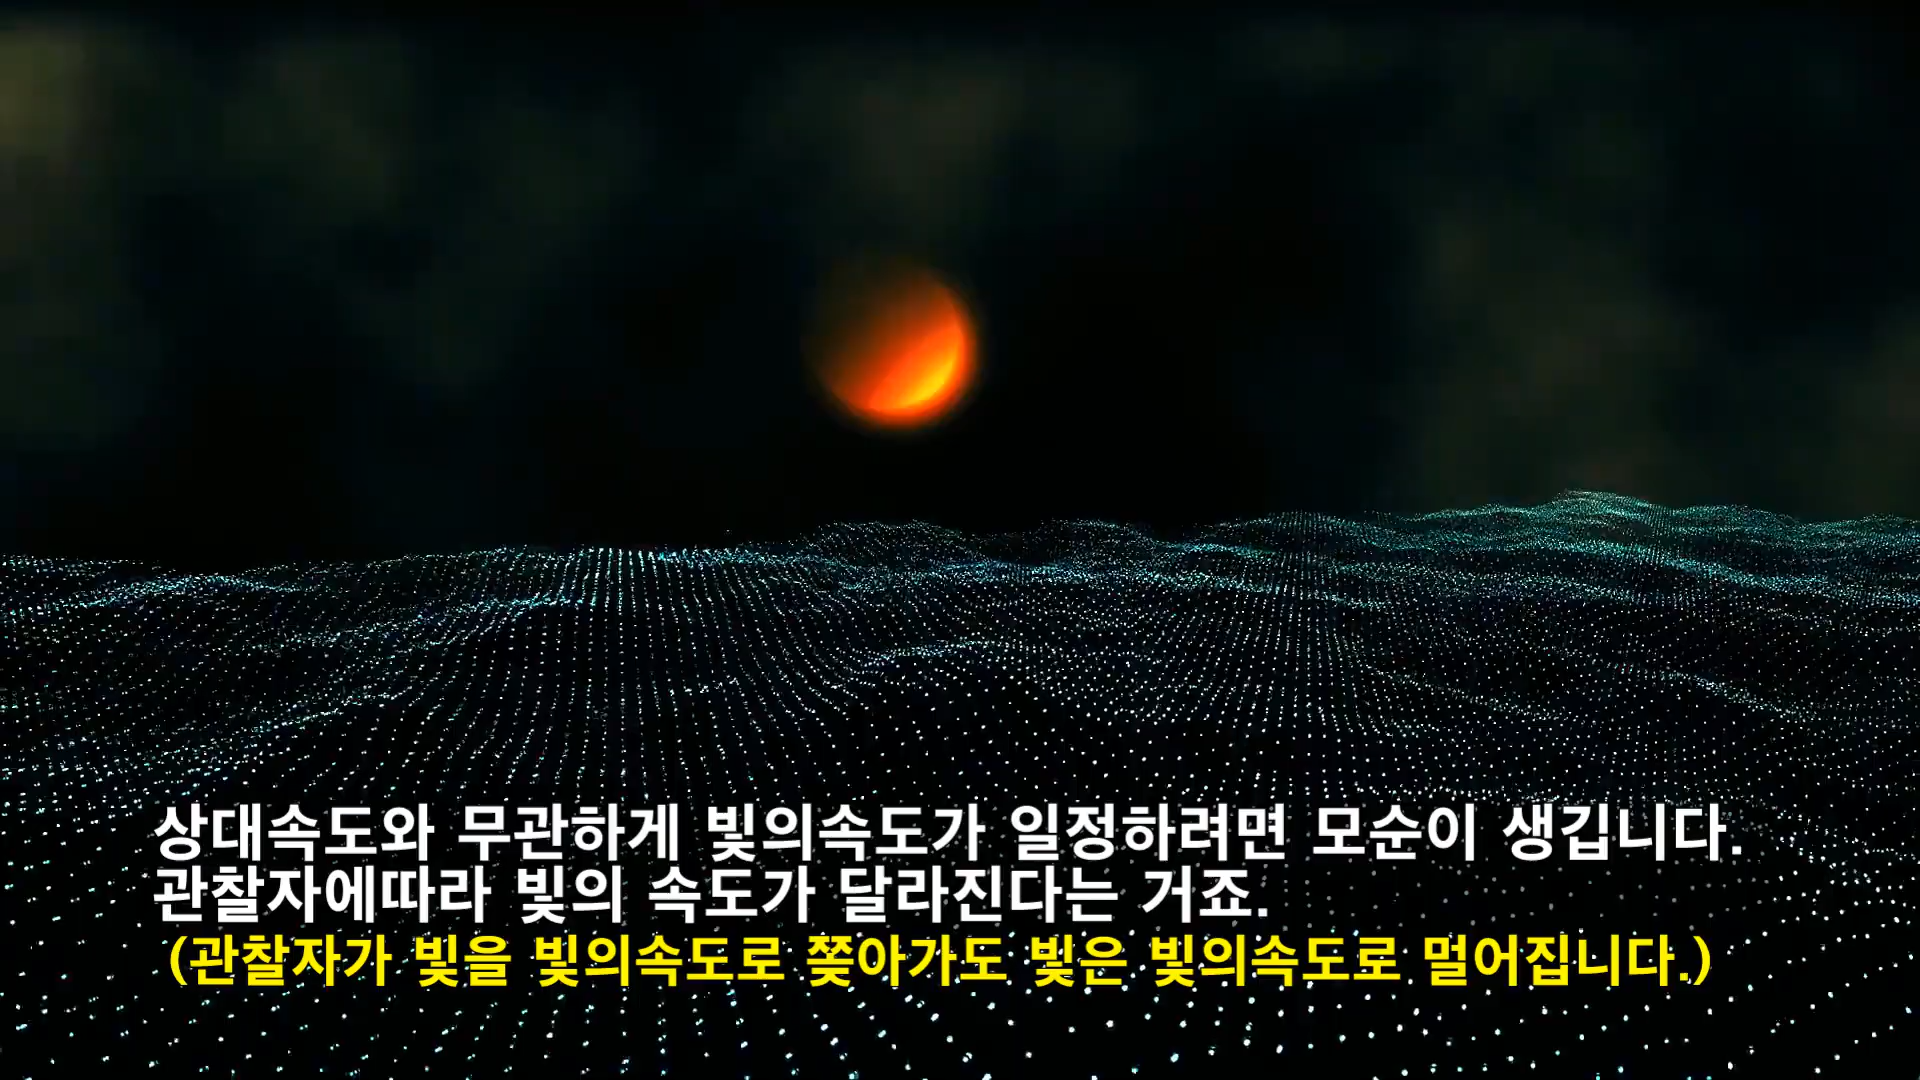 상대속도와 무관하게 빛의속도가 일정하려면 모순이 생깁니다.
관찰자에따라 빛의 속도가 달라진다는 거죠.
(관찰자가 빛을 빛의속도로 쫒아가도 빛은 빛의속도로 멀어집니다.)